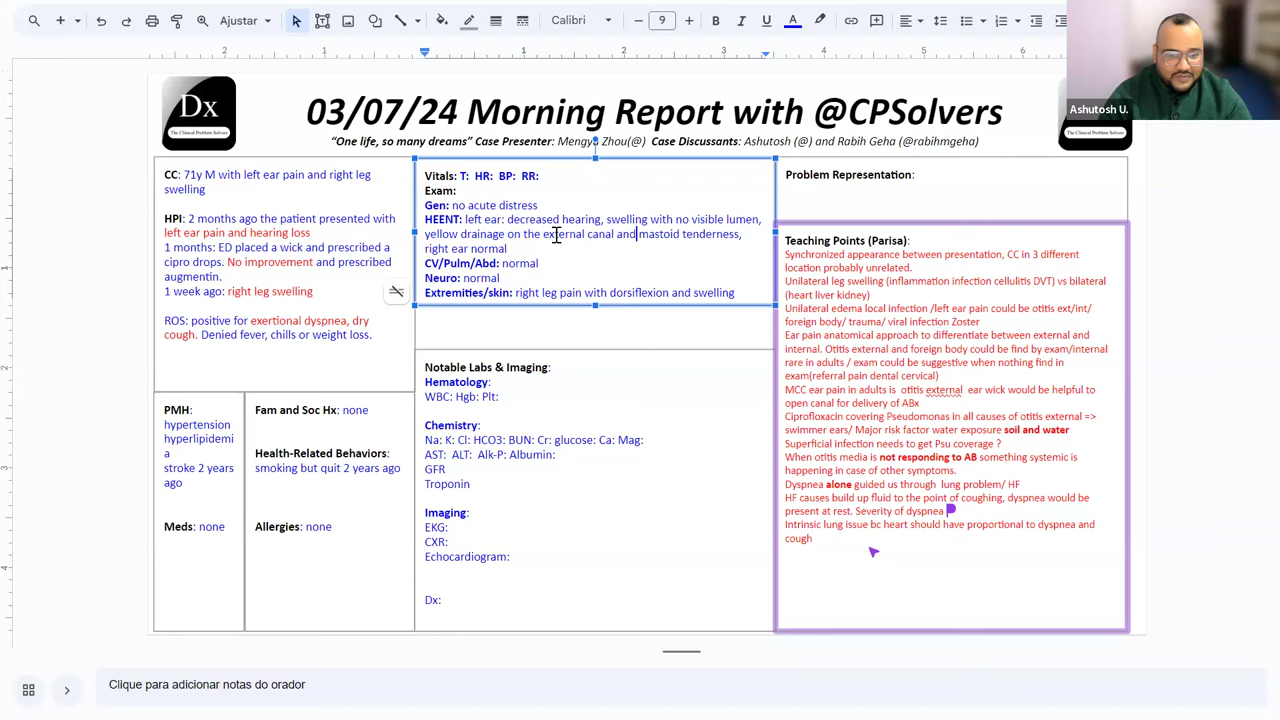 Ajustar
Calibri
9
B I U A
2 1 1 2 3 4 5 6
Ashutosh U.
Dx
The Clinical Problem Solvers
03/07/24 Morning Report with @CPSolvers
“One life, so many dreams” Case Presenter: Mengyu Zhou(@) Case Discussants: Ashutosh (@) and Rabih Geha (@rabihmgeha)
CC: 71y M with left ear pain and right leg
swelling
HPI: 2 months ago the patient presented with
left ear pain and hearing loss
1 months: ED placed a wick and prescribed a
cipro drops. No improvement and prescribed
augmentin.
1 week ago: right leg swelling
ROS: positive for exertional dyspnea, dry
cough. Denied fever, chills or weight loss.
PMH:
hypertension
hyperlipidemi
a
stroke 2 years
ago
Meds: none
Fam and Soc Hx: none
Health-Related Behaviors:
smoking but quit 2 years ago
Allergies: none
Vitals: T: HR: BP: RR:
Exam:
Gen: no acute distress
HEENT: left ear: decreased hearing, swelling with no visible lumen,
yellow drainage on the external canal and mastoid tenderness,
right ear normal
CV/Pulm/Abd: normal
Neuro: normal
Extremities/skin: right leg pain with dorsiflexion and swelling
Notable Labs & Imaging:
Hematology:
WBC: Hgb: Plt:
Chemistry:
Na: K: Cl: HCO3: BUN: Cr: glucose: Ca: Mag:
AST: ALT: Alk-P: Albumin:
GFR
Troponin
Imaging:
EKG:
CXR:
Echocardiogram:
Dx:
Problem Representation:
Teaching Points (Parisa):
Synchronized appearance between presentation, CC in 3 different
location probably unrelated.
Unilateral leg swelling (inflammation infection cellulitis DVT) vs bilateral
(heart liver kidney)
Unilateral edema local infection /left ear pain could be otitis ext/int/
foreign body/ trauma/ viral infection Zoster
Ear pain anatomical approach to differentiate between external and
internal. Otitis external and foreign body could be find by exam/internal
rare in adults / exam could be suggestive when nothing find in
exam(referral pain dental cervical)
MCC ear pain in adults is otitis external ear wick would be helpful to
open canal for delivery of ABx
Ciprofloxacin covering Pseudomonas in all causes of otitis external =>
swimmer ears/ Major risk factor water exposure soil and water
Superficial infection needs to get Psu coverage ?
When otitis media is not responding to AB something systemic is
happening in case of other symptoms.
Dyspnea alone guided us through lung problem/ HF
HF causes build up fluid to the point of coughing, dyspnea would be
present at rest. Severity of dyspnea
Intrinsic lung issue bc heart should have proportional to dyspnea and
cough
Clique para adicionar notas do orador